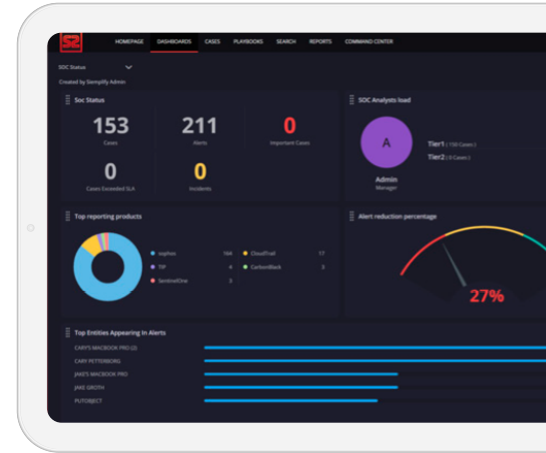 HOMEPAGE DASHBOARDS CASES PLAYBOOKS SEARCH REPORTS COMMAND CENTER
SOC Status
Created by Siemplify Admin
Soc Status
153
Cases
211
Alerts
0
Important Cases
0
Cases Exceeded SLA
0
Incidents
SOC Analysts load
A
Admin
Manager
Tier1 (150 Cases)
Tier2 (0 Cases)
Top reporting products
sophos 184 CloudTrail 17
TIP 4 CarbonBlack 3
SentinelOne 3
Alert reduction percentage
27%
Top Entities Appearing In Alerts
CARY'S MACBOOK PRO (2)
CARY PETTERBORG
JAKE'S MACBOOK PRO
JAKE GROTH
PUTOBJECT